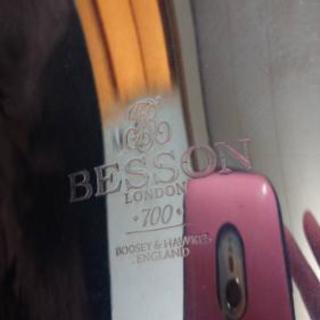 BESSON
LONDON
·700·
BOOSEY & HAWKES
ENGLAND